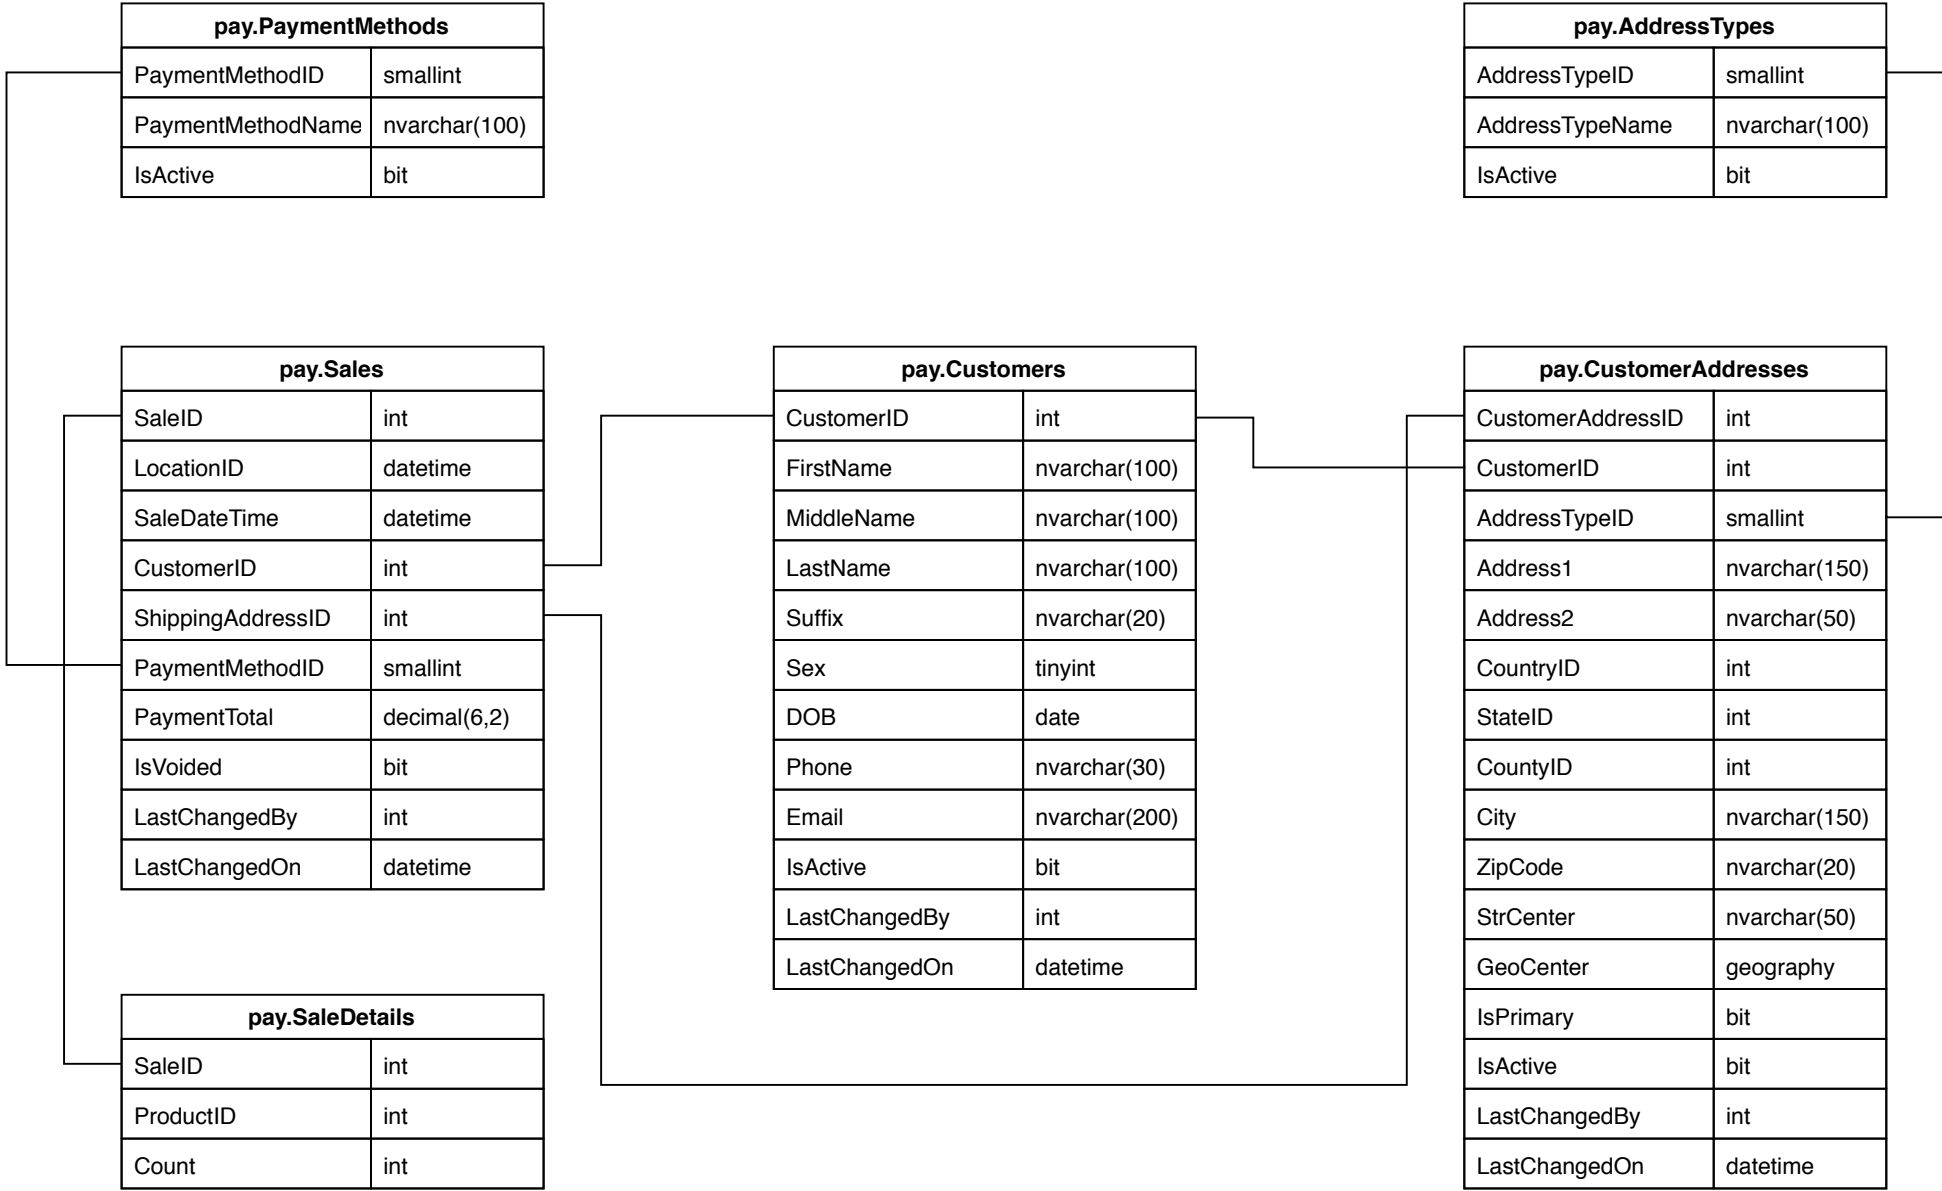 pay.PaymentMethods
PaymentMethodID smallint
PaymentMethodName nvarchar(100)
IsActive bit
pay.AddressTypes
AddressTypeID smallint
AddressTypeName nvarchar(100)
IsActive bit
pay.Sales
SaleID int
LocationID datetime
SaleDateTime datetime
CustomerID int
ShippingAddressID int
PaymentMethodID smallint
PaymentTotal decimal(6,2)
IsVoided bit
LastChangedBy int
LastChangedOn datetime
pay.Customers
CustomerID int
FirstName nvarchar(100)
MiddleName nvarchar(100)
LastName nvarchar(100)
Suffix nvarchar(20)
Sex tinyint
DOB date
Phone nvarchar(30)
Email nvarchar(200)
IsActive bit
LastChangedBy int
LastChangedOn datetime
pay.CustomerAddresses
CustomerAddressID int
CustomerID int
AddressTypeID smallint
Address1 nvarchar(150)
Address2 nvarchar(50)
CountryID int
StateID int
CountyID int
City nvarchar(150)
ZipCode nvarchar(20)
StrCenter nvarchar(50)
GeoCenter geography
IsPrimary bit
IsActive bit
LastChangedBy int
LastChangedOn datetime
pay.SaleDetails
SaleID int
ProductID int
Count int